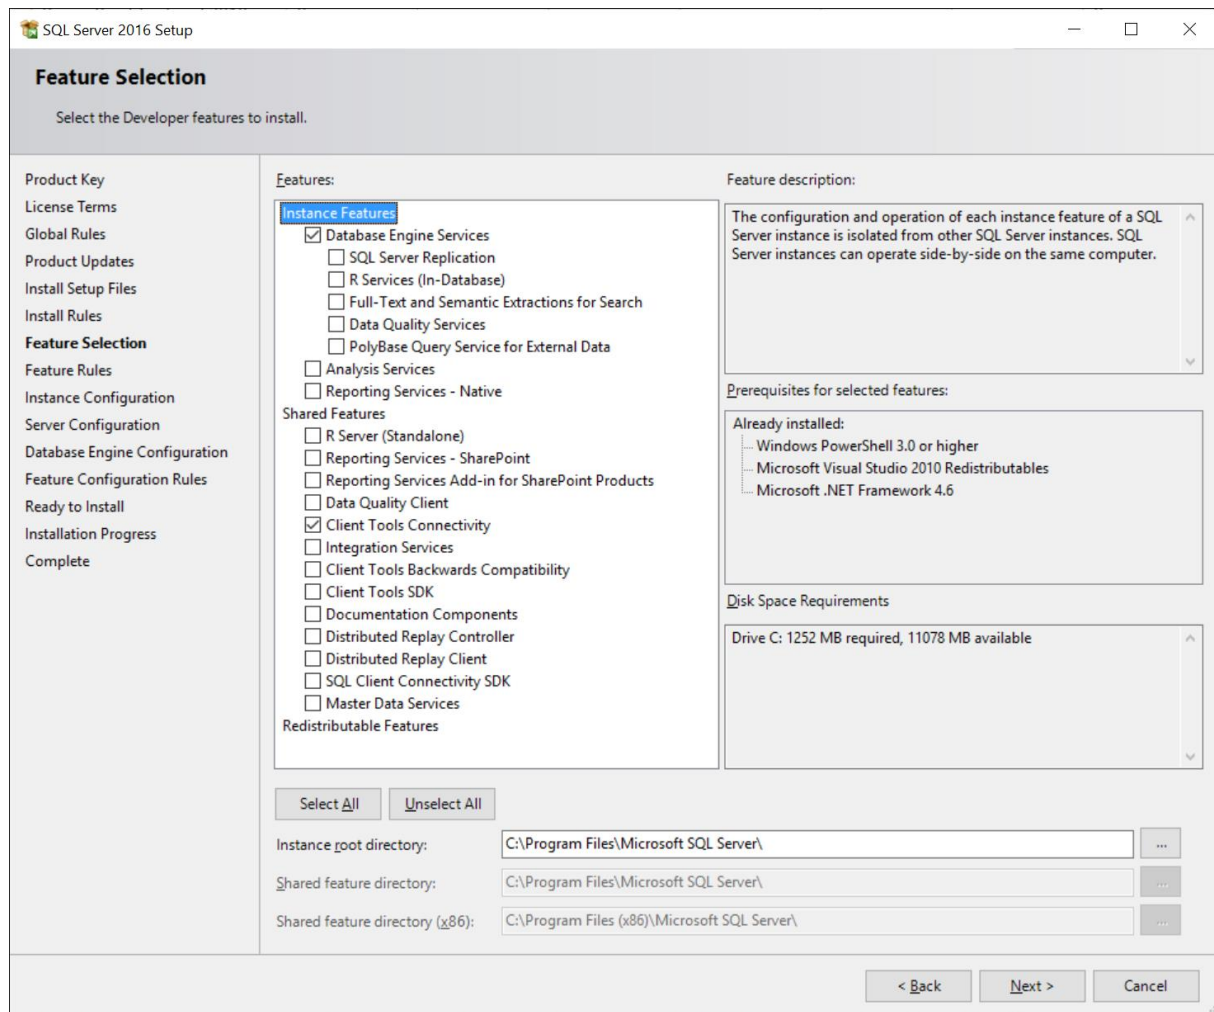 SQL Server 2016 Setup
Feature Selection
Select the Developer features to install.
Product Key
License Terms
Global Rules
Product Updates
Install Setup Files
Install Rules
Feature Selection
Feature Rules
Instance Configuration
Server Configuration
Database Engine Configuration
Feature Configuration Rules
Ready to Install
Installation Progress
Complete
Features:
Instance Features
Database Engine Services
SQL Server Replication
R Services (In-Database)
Full-Text and Semantic Extractions for Search
Data Quality Services
PolyBase Query Service for External Data
Analysis Services
Reporting Services - Native
Shared Features
R Server (Standalone)
Reporting Services - SharePoint
Reporting Services Add-in for SharePoint Products
Data Quality Client
Client Tools Connectivity
Integration Services
Client Tools Backwards Compatibility
Client Tools SDK
Documentation Components
Distributed Replay Controller
Distributed Replay Client
SQL Client Connectivity SDK
Master Data Services
Redistributable Features
Feature description:
The configuration and operation of each instance feature of a SQL
Server instance is isolated from other SQL Server instances. SQL
Server instances can operate side-by-side on the same computer.
Prerequisites for selected features:
Already installed:
Windows PowerShell 3.0 or higher
Microsoft Visual Studio 2010 Redistributables
Microsoft .NET Framework 4.6
Disk Space Requirements
Drive C: 1252 MB required, 11078 MB available
Select All
Unselect All
Instance root directory:
C:\Program Files\Microsoft SQL Server\
...
Shared feature directory:
C:\Program Files\Microsoft SQL Server\
...
Shared feature directory (x86):
C:\Program Files (x86)\Microsoft SQL Server\
...
< Back
Next >
Cancel